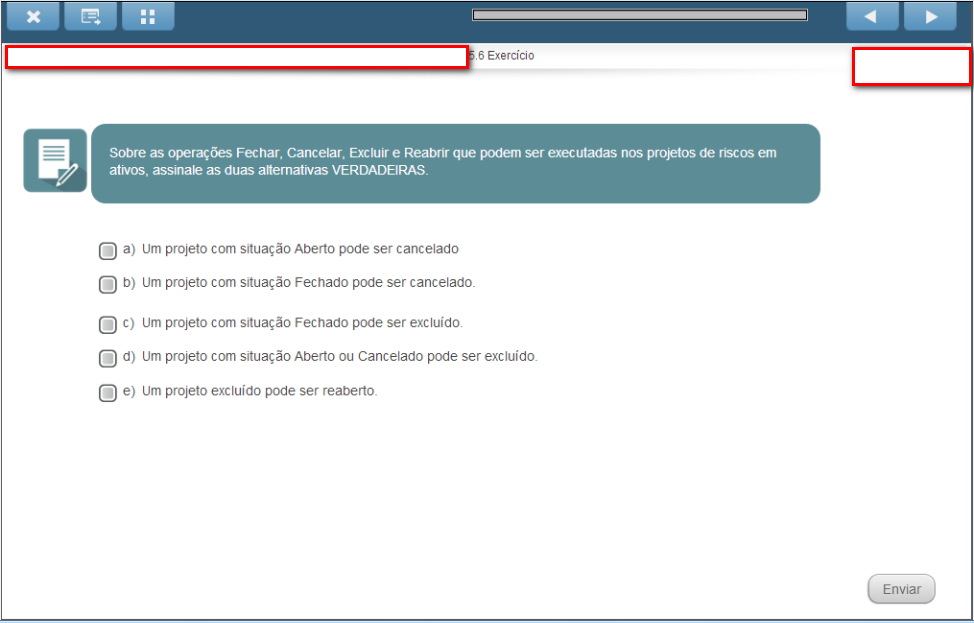 5.6 Exercício
Sobre as operações Fechar, Cancelar, Excluir e Reabrir que podem ser executadas nos projetos de riscos em
ativos, assinale as duas alternativas VERDADEIRAS.
a) Um projeto com situação Aberto pode ser cancelado
b) Um projeto com situação Fechado pode ser cancelado.
c) Um projeto com situação Fechado pode ser excluído.
d) Um projeto com situação Aberto ou Cancelado pode ser excluído.
e) Um projeto excluído pode ser reaberto.
Enviar